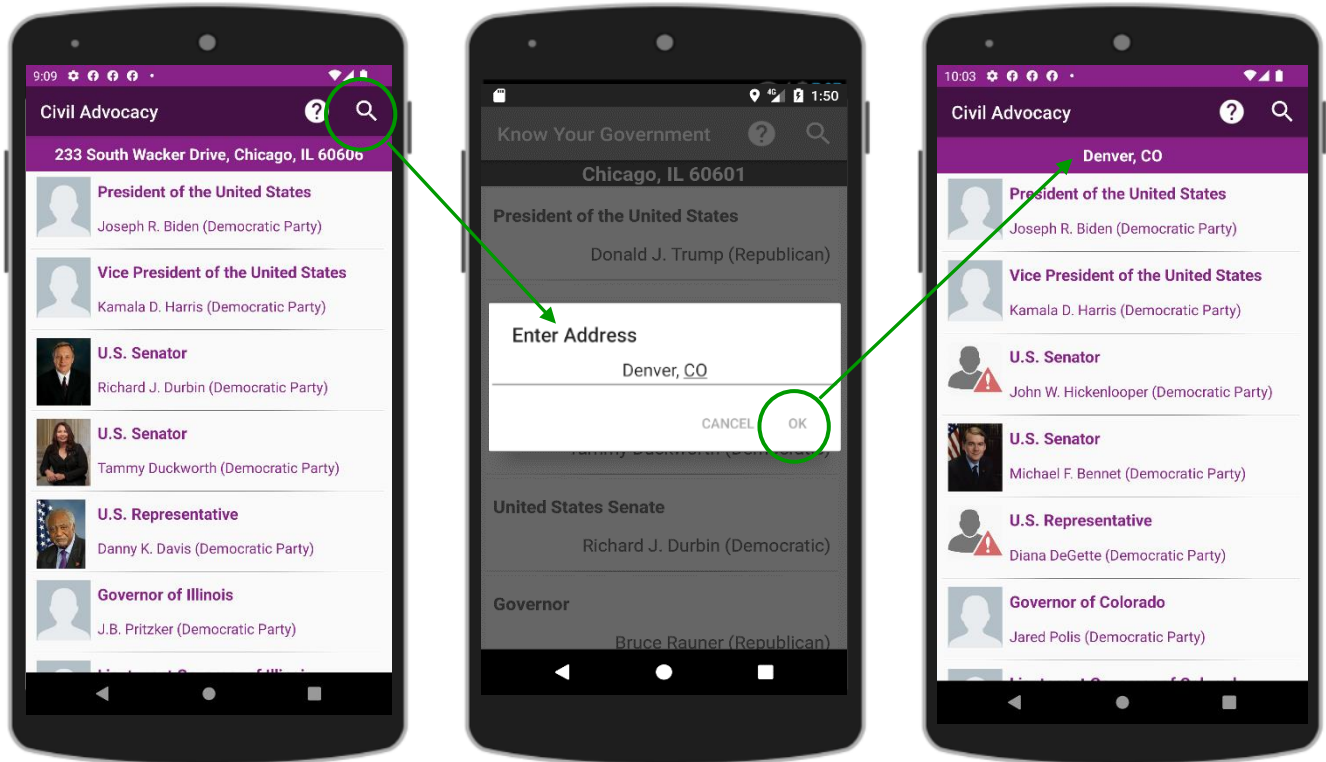 9:09
Civil Advocacy
?
233 South Wacker Drive, Chicago, IL 60606
President of the United States
Joseph R. Biden (Democratic Party)
Vice President of the United States
Kamala D. Harris (Democratic Party)
U.S. Senator
Richard J. Durbin (Democratic Party)
U.S. Senator
Tammy Duckworth (Democratic Party)
U.S. Representative
Danny K. Davis (Democratic Party)
Governor of Illinois
J.B. Pritzker (Democratic Party)
4G 1:50
Know Your Government
?
Chicago, IL 60601
President of the United States
Donald J. Trump (Republican)
Enter Address
Denver, CO
CANCEL OK
Tammy Duckworth (Democratic)
United States Senate
Richard J. Durbin (Democratic)
Governor
Bruce Rauner (Republican)
10:03
Civil Advocacy
?
Denver, CO
President of the United States
Joseph R. Biden (Democratic Party)
Vice President of the United States
Kamala D. Harris (Democratic Party)
U.S. Senator
John W. Hickenlooper (Democratic Party)
U.S. Senator
Michael F. Bennet (Democratic Party)
U.S. Representative
Diana DeGette (Democratic Party)
Governor of Colorado
Jared Polis (Democratic Party)